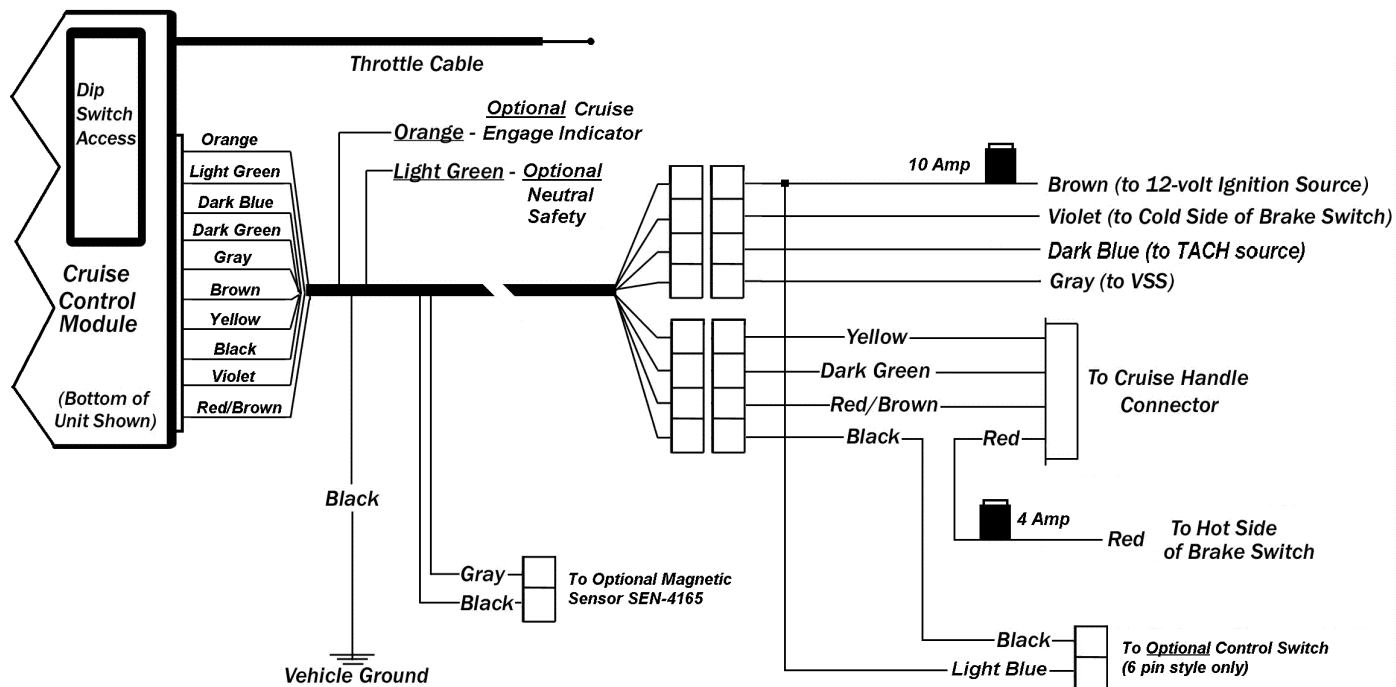 Throttle Cable
Dip
Switch
Access
Orange
Light Green
Dark Blue
Dark Green
Gray
Brown
Yellow
Black
Violet
Red/Brown
Cruise
Control
Module
(Bottom of
Unit Shown)
Optional Cruise
Orange - Engage Indicator
Light Green - Optional
Neutral
Safety
10 Amp
Brown (to 12-volt Ignition Source)
Violet (to Cold Side of Brake Switch)
Dark Blue (to TACH source)
Gray (to VSS)
Yellow
Dark Green
Red/Brown
Black
Red
To Cruise Handle
Connector
4 Amp
Red
To Hot Side
of Brake Switch
Black
Vehicle Ground
Gray
Black
To Optional Magnetic
Sensor SEN-4165
Black
Light Blue
To Optional Control Switch
(6 pin style only)